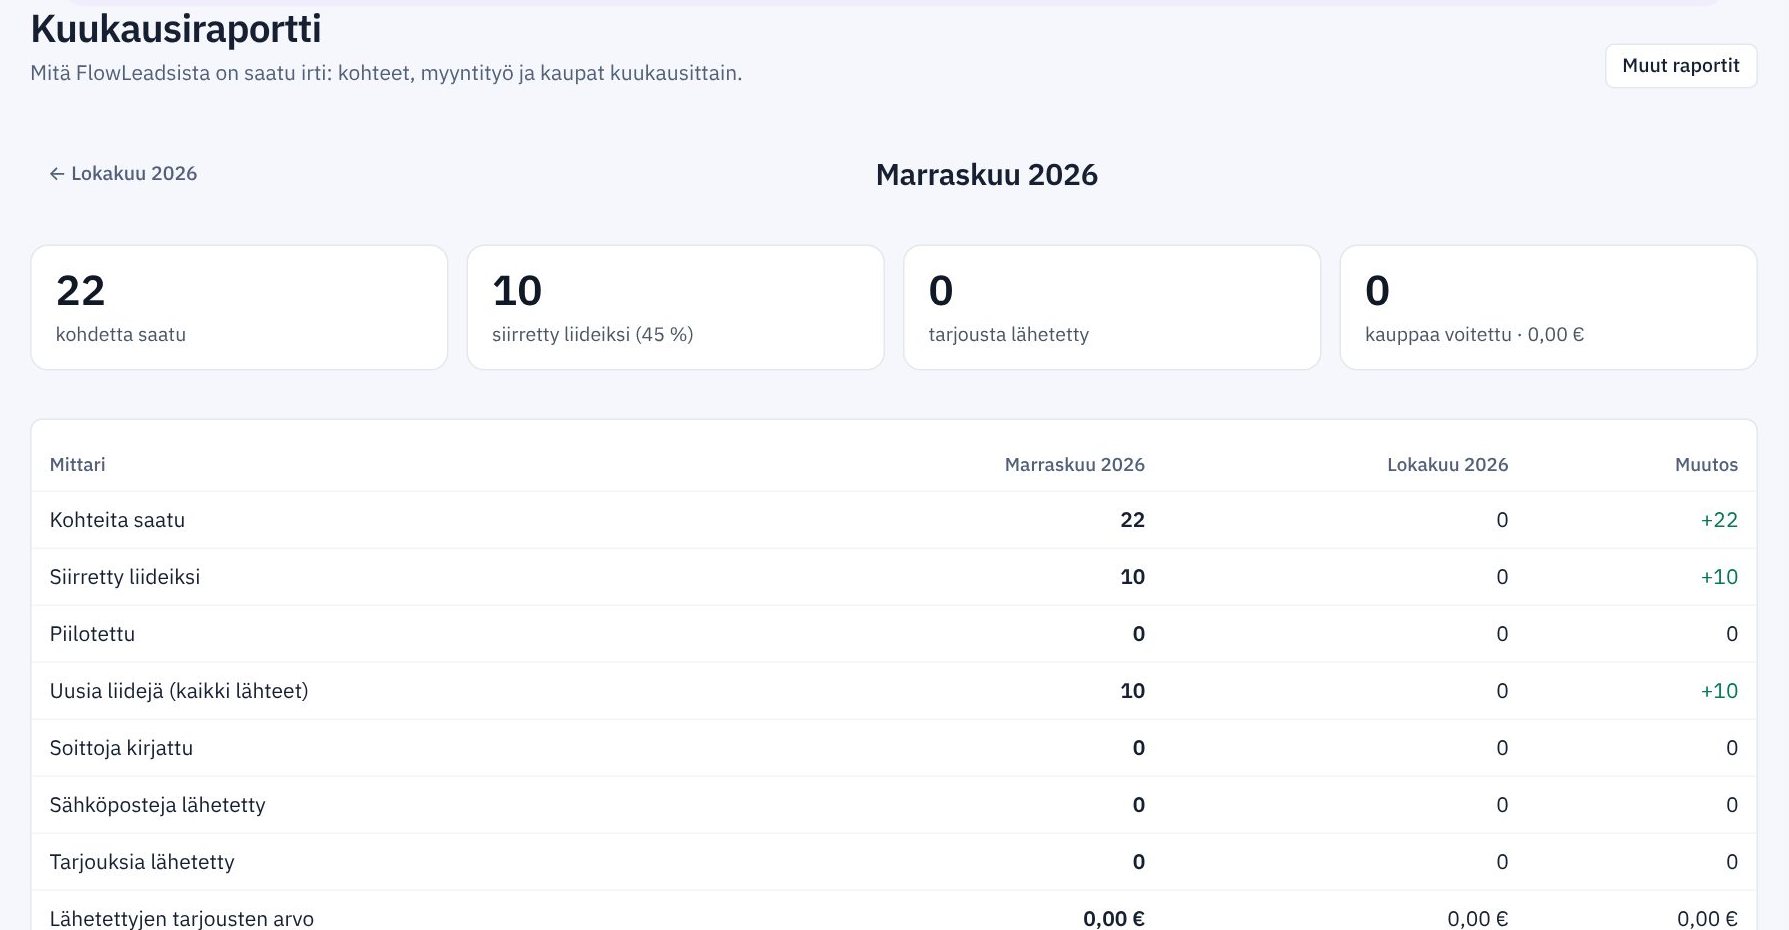 Kuukausiraportti
Mitä FlowLeadsista on saatu irti: kohteet, myyntityö ja kaupat kuukausittain.
Muut raportit
← Lokakuu 2026
Marraskuu 2026
22
kohdetta saatu
10
siirretty liideiksi (45 %)
0
tarjousta lähetetty
0
kauppaa voitettu · 0,00 €
Mittari Marraskuu 2026 Lokakuu 2026 Muutos
Kohteita saatu 22 0 +22
Siirretty liideiksi 10 0 +10
Piilotettu 0 0 0
Uusia liidejä (kaikki lähteet) 10 0 +10
Soittoja kirjattu 0 0 0
Sähköposteja lähetetty 0 0 0
Tarjouksia lähetetty 0 0 0
Lähetettyjen tarjousten arvo 0,00 € 0,00 € 0,00 €